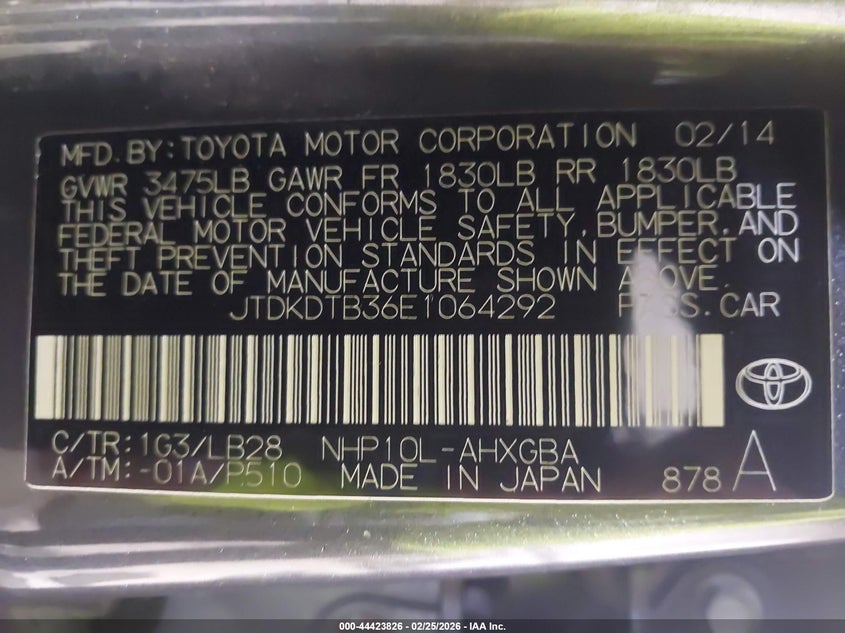 MFD.BY:TOYOTA MOTOR CORPORATION 02/14
GVWR 3475LB GAWR FR 1830LB RR 1830LB
THIS VEHICLE CONFORMS TO ALL APPLICABLE
FEDERAL MOTOR VEHICLE SAFETY,BUMPER,AND
THEFT PREVENTION STANDARDS IN EFFECT ON
THE DATE OF MANUFACTURE SHOWN ABOVE.
JTDKDTB36E1064292 PASS.CAR
C/TR:1G3/LB28 NHP10L-AHXGBA
A/TM:-01A/P510 MADE IN JAPAN 878 A
000-44423826 - 02/25/2026 - IAA Inc.